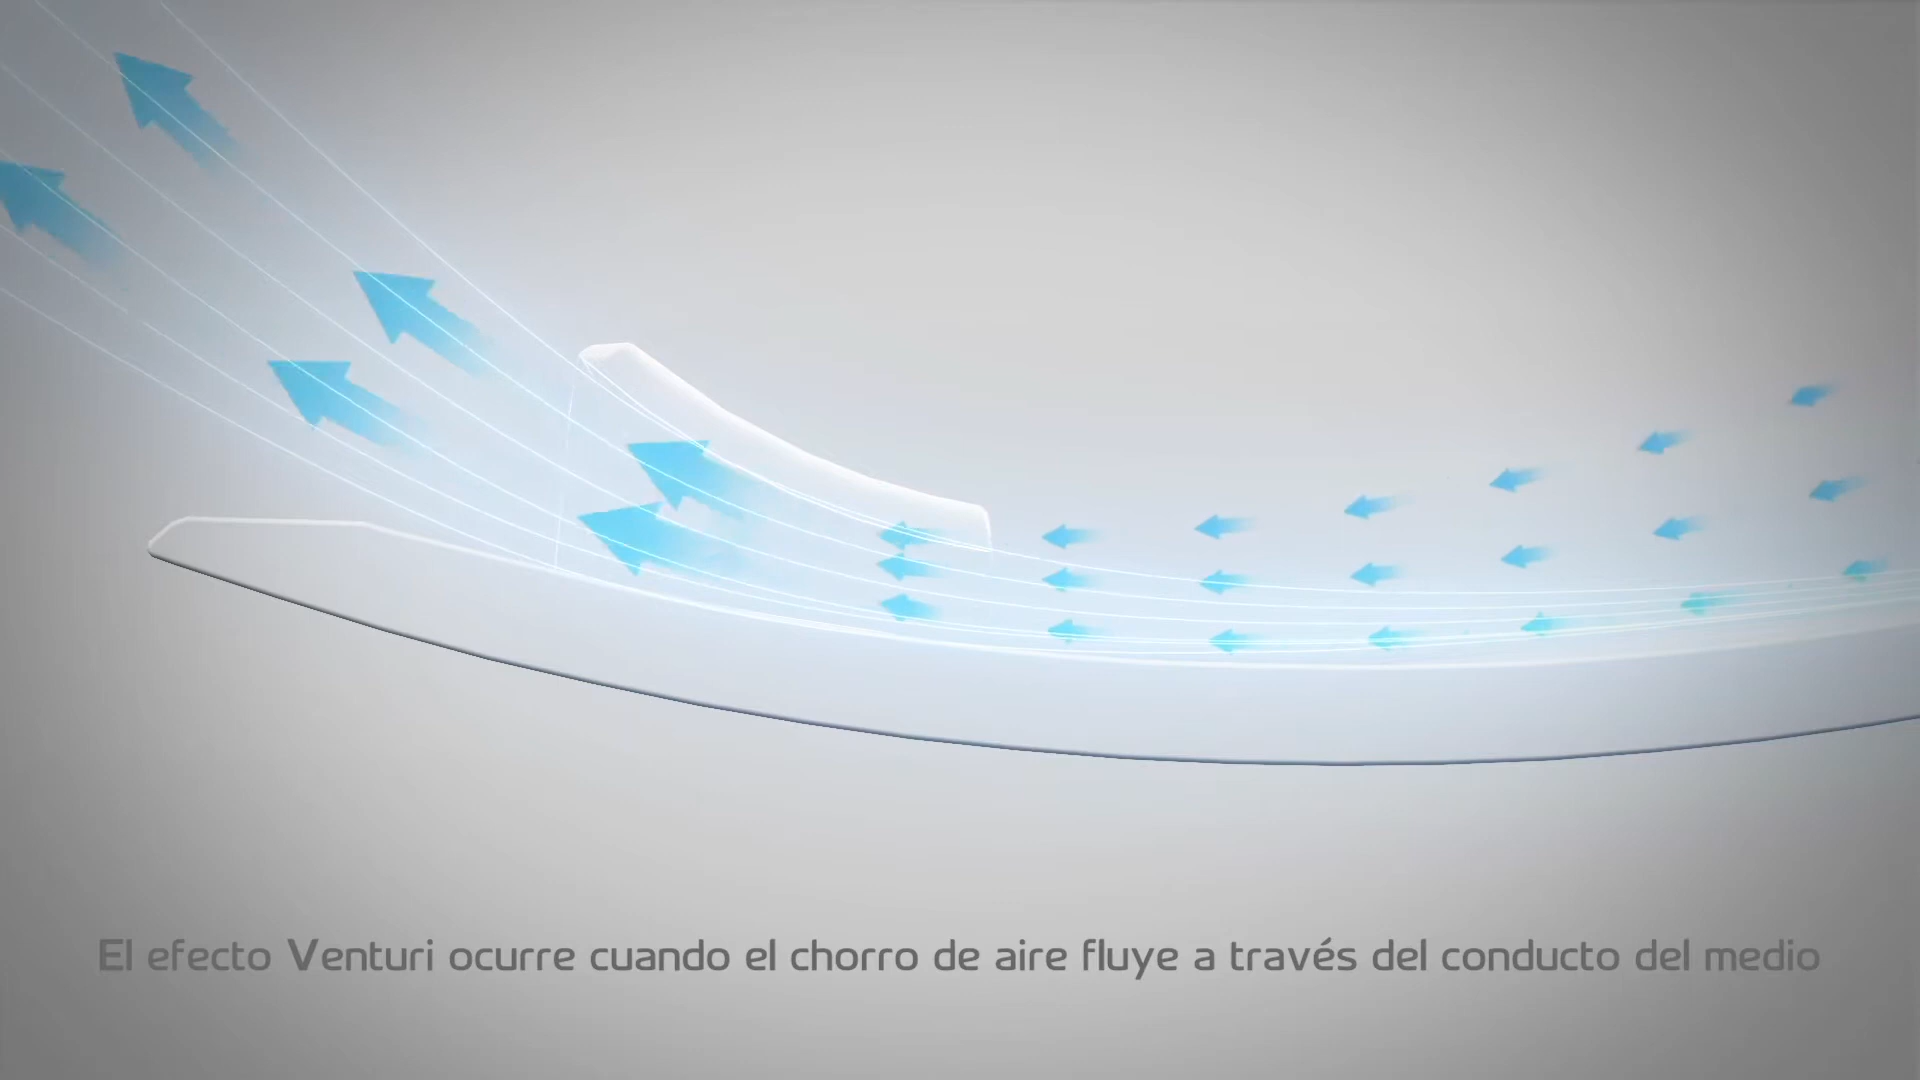 El efecto Venturi ocurre cuando el chorro de aire fluye a través del conducto del medio